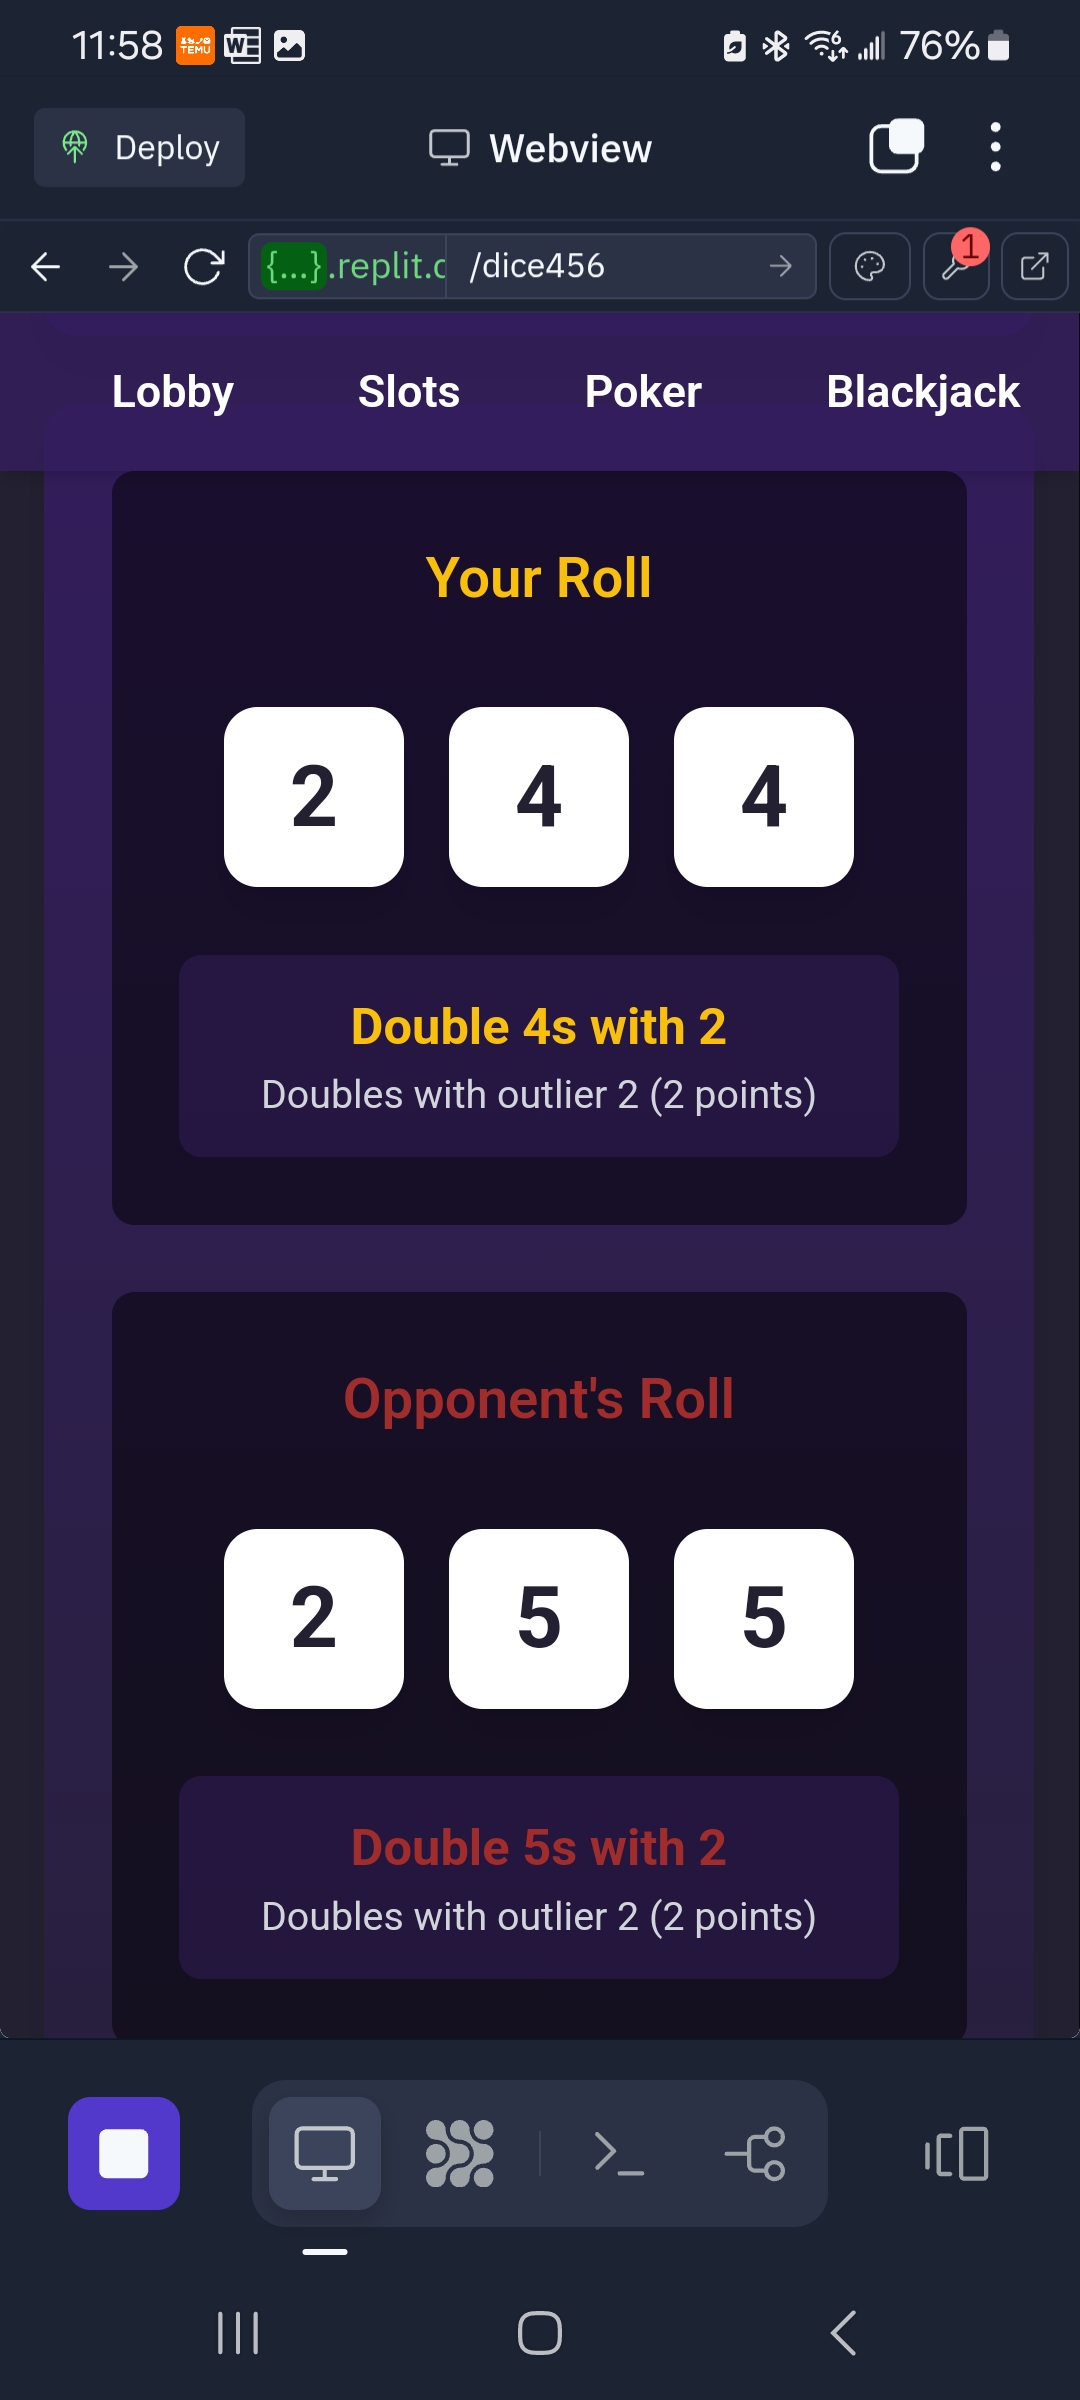 11:58 TEMU W 6 76%
Deploy Webview
{...}.replit.c /dice456 1
Lobby Slots Poker Blackjack
Your Roll
2 4 4
Double 4s with 2
Doubles with outlier 2 (2 points)
Opponent's Roll
2 5 5
Double 5s with 2
Doubles with outlier 2 (2 points)